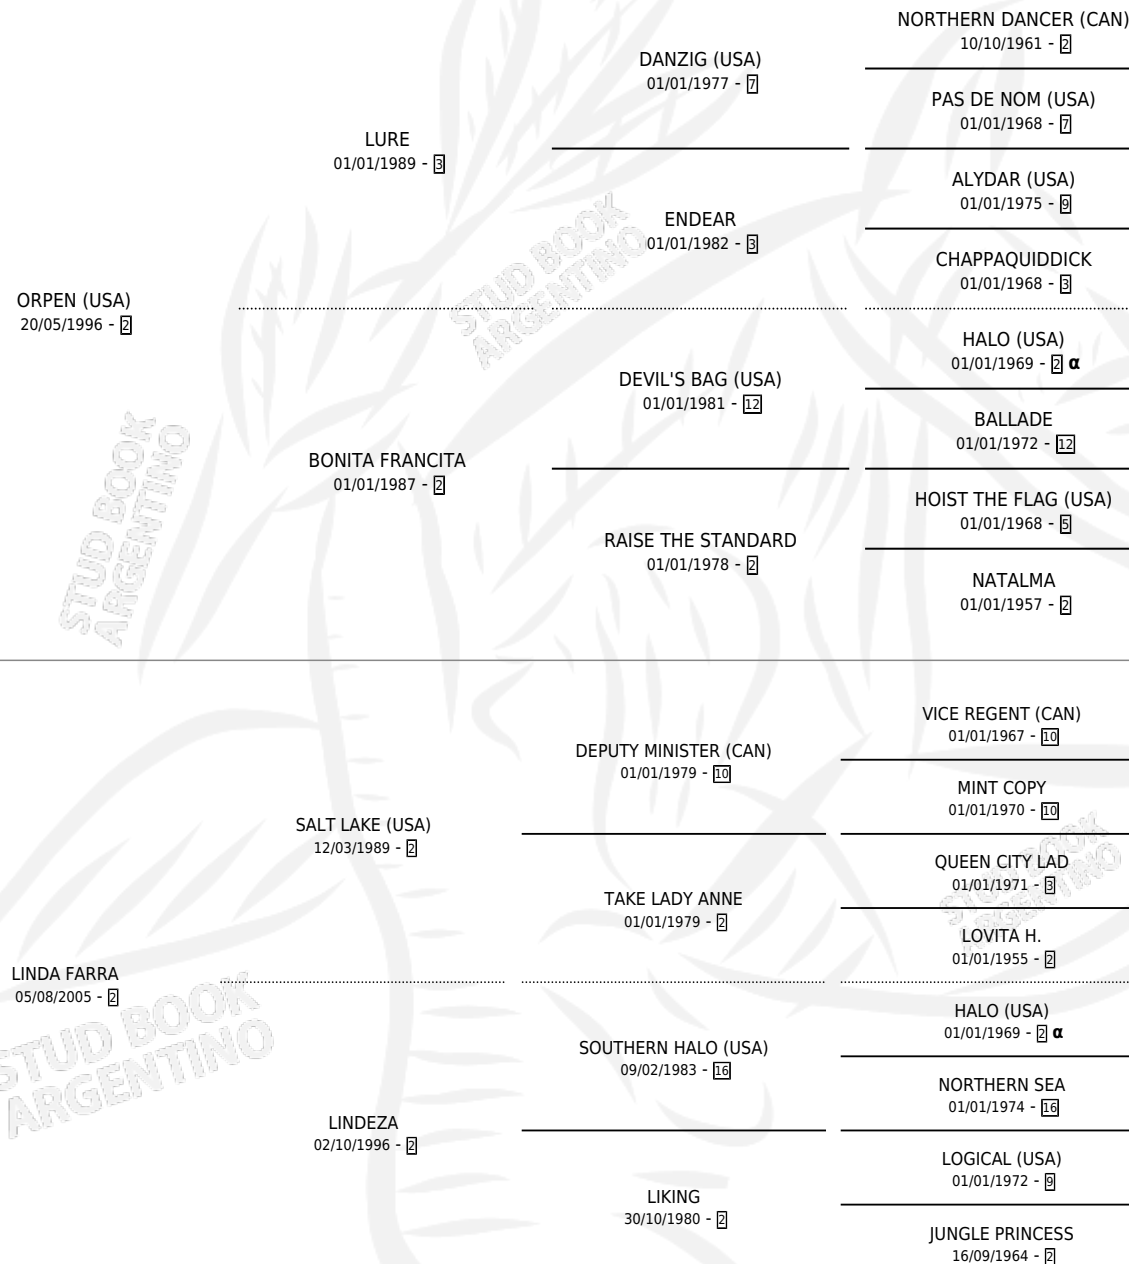 NORTHERN DANCER (CAN)
10/10/1961 - 2
DANZIG (USA)
01/01/1977 - 7
PAS DE NOM (USA)
01/01/1968 - 7
LURE
01/01/1989 - 3
ALYDAR (USA)
01/01/1975 - 9
ENDEAR
01/01/1982 - 3
CHAPPAQUIDDICK
01/01/1968 - 3
ORPEN (USA)
20/05/1996 - 2
HALO (USA)
01/01/1969 - 2 α
DEVIL'S BAG (USA)
01/01/1981 - 12
BALLADE
01/01/1972 - 12
BONITA FRANCITA
01/01/1987 - 2
HOIST THE FLAG (USA)
01/01/1968 - 5
RAISE THE STANDARD
01/01/1978 - 2
NATALMA
01/01/1957 - 2
VICE REGENT (CAN)
01/01/1967 - 10
DEPUTY MINISTER (CAN)
01/01/1979 - 10
MINT COPY
01/01/1970 - 10
SALT LAKE (USA)
12/03/1989 - 2
QUEEN CITY LAD
01/01/1971 - 3
TAKE LADY ANNE
01/01/1979 - 2
LOVITA H.
01/01/1955 - 2
LINDA FARRA
05/08/2005 - 2
HALO (USA)
01/01/1969 - 2 α
SOUTHERN HALO (USA)
09/02/1983 - 16
NORTHERN SEA
01/01/1974 - 16
LINDEZA
02/10/1996 - 2
LOGICAL (USA)
01/01/1972 - 9
LIKING
30/10/1980 - 2
JUNGLE PRINCESS
16/09/1964 - 2
STUD BOOK
ARGENTINO
STUD BOOK
ARGENTINO
STUD BOOK
ARGENTINO
STUD BOOK
ARGENTINO